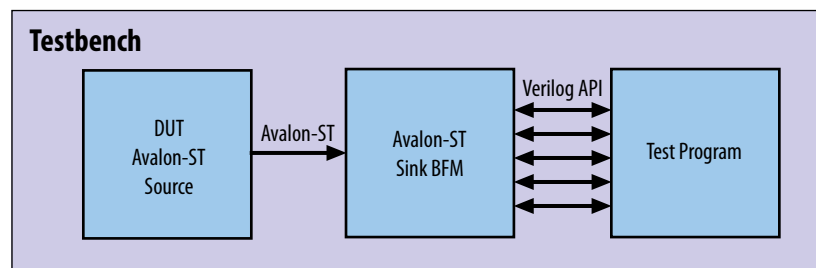 Testbench
DUT
Avalon-ST
Source
Avalon-ST
Avalon-ST
Sink BFM
Verilog API
Test Program